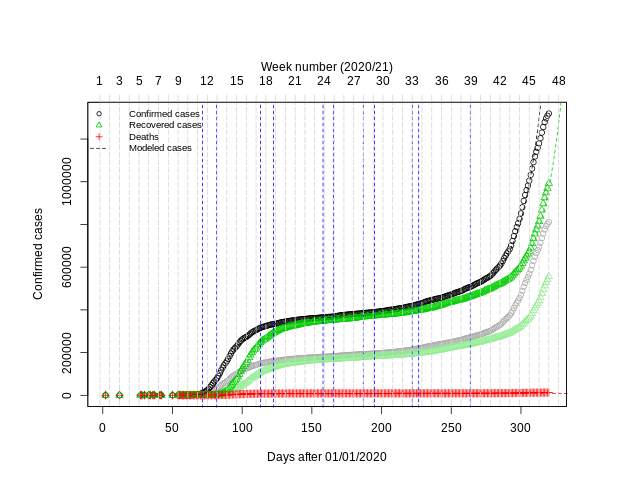 Week number (2020/21)
1 3 5 7 9 12 15 18 21 24 27 30 33 36 39 42 45 48
Confirmed cases
Recovered cases
Deaths
Modeled cases
Confirmed cases
0 200000 600000 1000000
0 50 100 150 200 250 300
Days after 01/01/2020